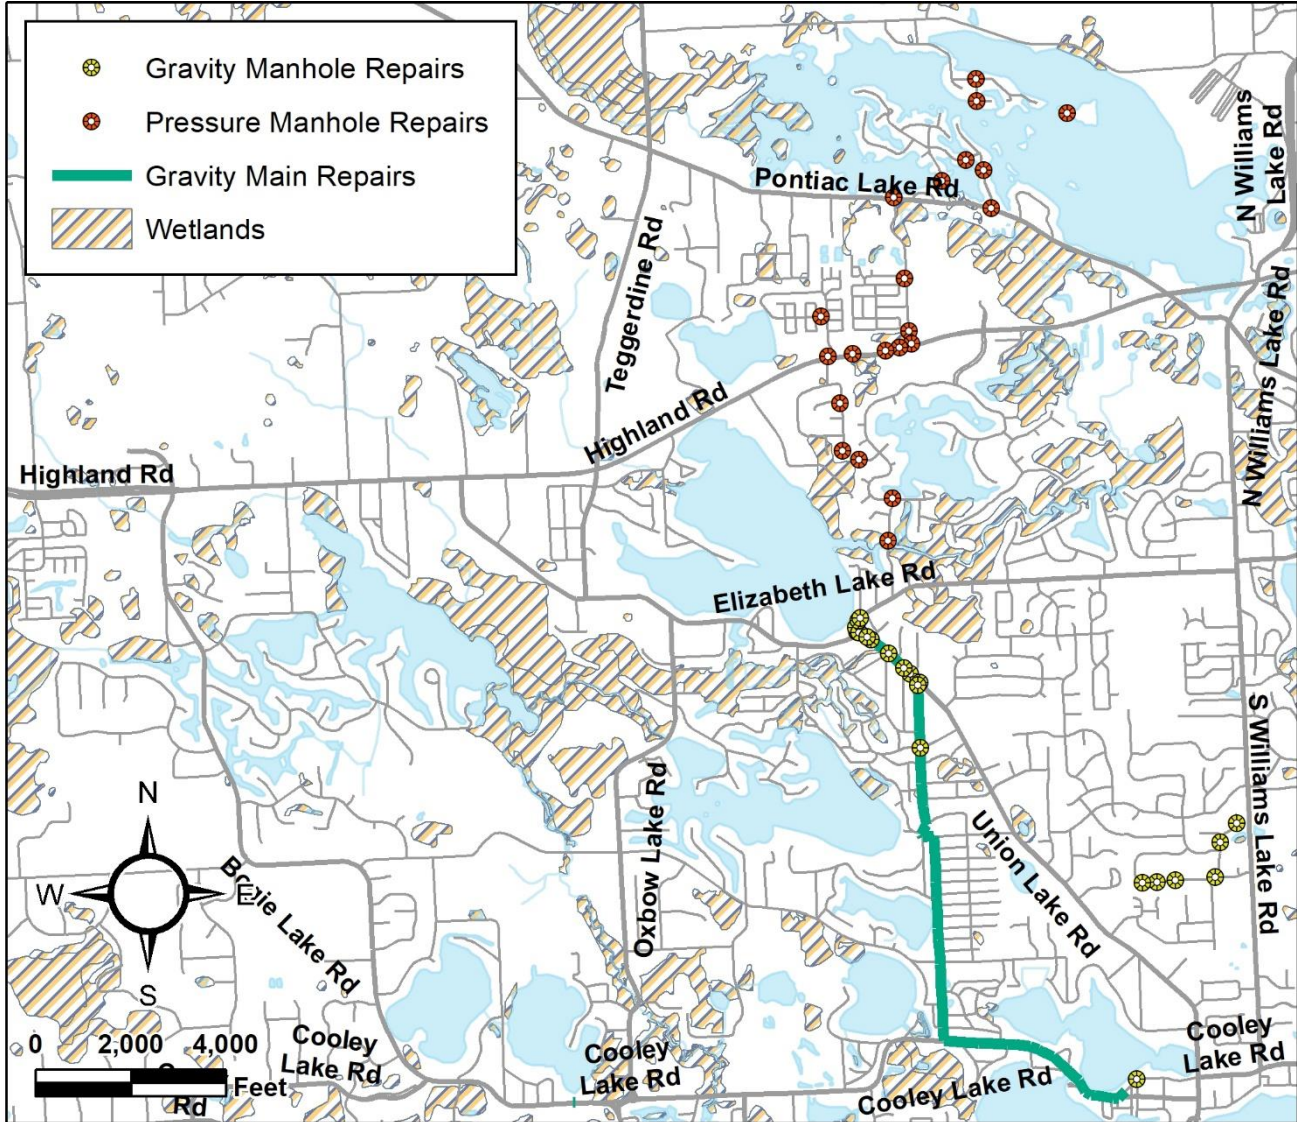 Gravity Manhole Repairs
Pressure Manhole Repairs
Gravity Main Repairs
Wetlands
N Williams
Lake Rd
Pontiac Lake Rd
Teggerdine Rd
N Williams Lake Rd
Highland Rd
Highland Rd
Elizabeth Lake Rd
S Williams Lake Rd
Oxbow Lake Rd
Union Lake Rd
N
W
E
S
Bogie Lake Rd
0 2,000 4,000
Feet
Cooley
Lake Rd
Cooley
Lake Rd
Cooley Lake Rd
Cooley
Lake Rd
Rd